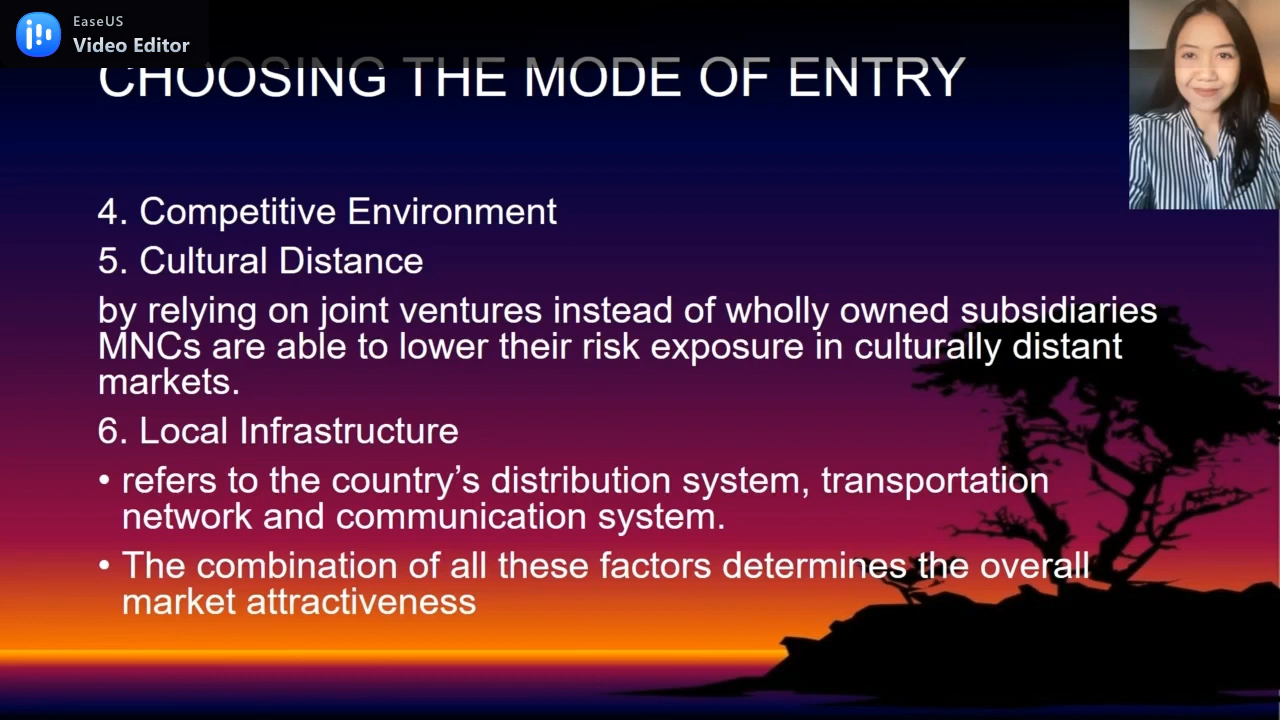 EaseUS
Video Editor
CHOOSING THE MODE OF ENTRY
4. Competitive Environment
5. Cultural Distance
by relying on joint ventures instead of wholly owned subsidiaries
MNCs are able to lower their risk exposure in culturally distant
markets.
6. Local Infrastructure
• refers to the country’s distribution system, transportation
network and communication system.
• The combination of all these factors determines the overall
market attractiveness